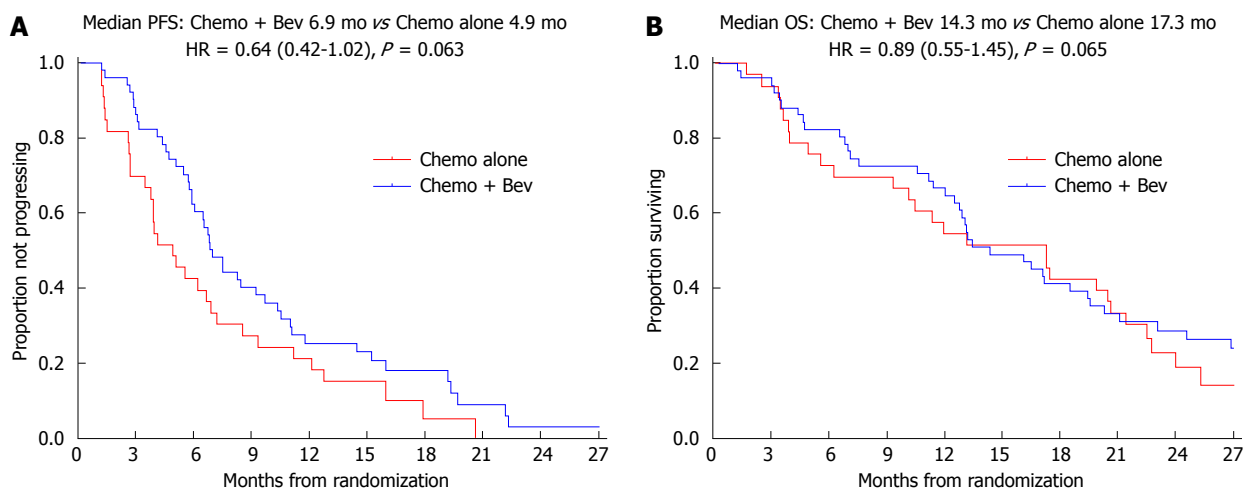 A
Median PFS: Chemo + Bev 6.9 mo vs Chemo alone 4.9 mo
HR = 0.64 (0.42-1.02), P = 0.063
1.0
0.8
0.6
0.4
0.2
0.0
Proportion not progressing
Chemo alone
Chemo + Bev
0 3 6 9 12 15 18 21 24 27
Months from randomization
B
Median OS: Chemo + Bev 14.3 mo vs Chemo alone 17.3 mo
HR = 0.89 (0.55-1.45), P = 0.065
1.0
0.8
0.6
0.4
0.2
0.0
Proportion surviving
Chemo alone
Chemo + Bev
0 3 6 9 12 15 18 21 24 27
Months from randomization